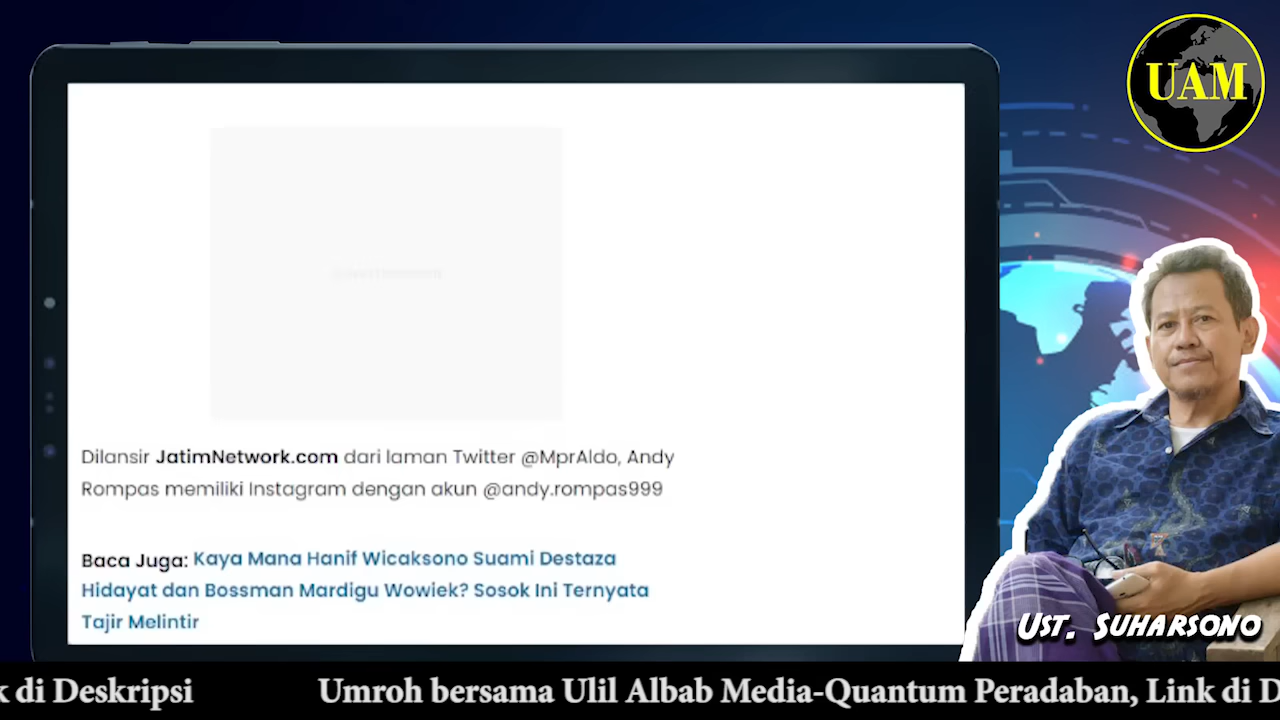 UAM
Dilansir JatimNetwork.com dari laman Twitter @MprAldo, Andy
Rompas memiliki Instagram dengan akun @andy.rompas999
Baca Juga: Kaya Mana Hanif Wicaksono Suami Destaza
Hidayat dan Bossman Mardigu Wowiek? Sosok Ini Ternyata
Tajir Melintir
Ust. Suharsono
k di Deskripsi Umroh bersama Ulil Albab Media-Quantum Peradaban, Link di D